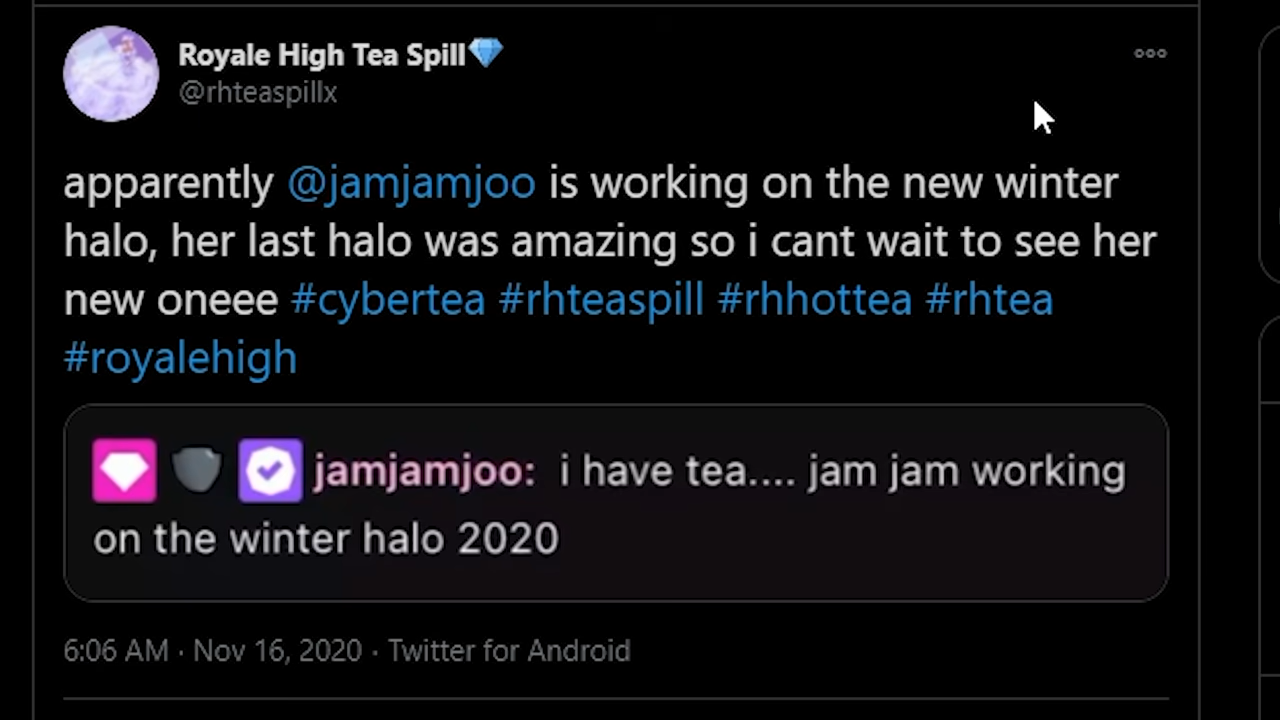 Royale High Tea Spill💎
@rhteaspillx
apparently @jamjamjoo is working on the new winter
halo, her last halo was amazing so i cant wait to see her
new oneee #cybertea #rhteaspill #rhhottea #rhtea
#royalehigh
jamjamjoo: i have tea.... jam jam working
on the winter halo 2020
6:06 AM · Nov 16, 2020 · Twitter for Android